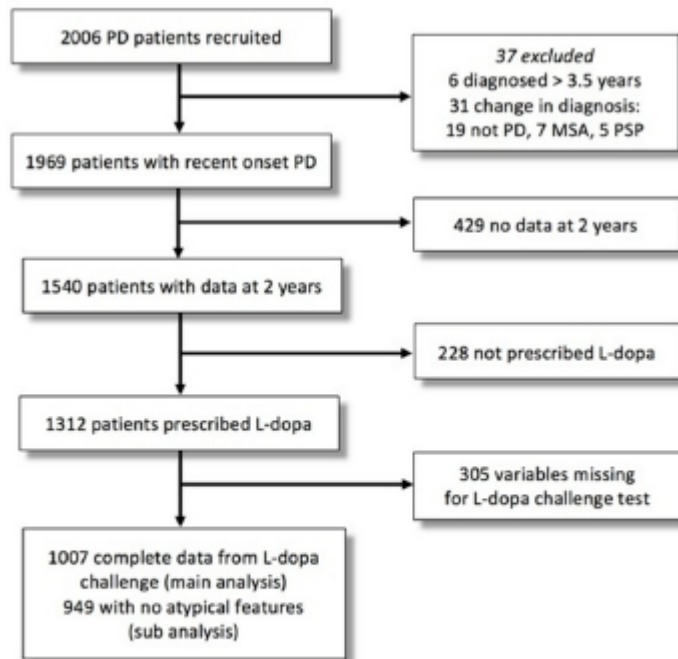 2006 PD patients recruited
37 excluded
6 diagnosed > 3.5 years
31 change in diagnosis:
19 not PD, 7 MSA, 5 PSP
1969 patients with recent onset PD
429 no data at 2 years
1540 patients with data at 2 years
228 not prescribed L-dopa
1312 patients prescribed L-dopa
305 variables missing
for L-dopa challenge test
1007 complete data from L-dopa
challenge (main analysis)
949 with no atypical features
(sub analysis)